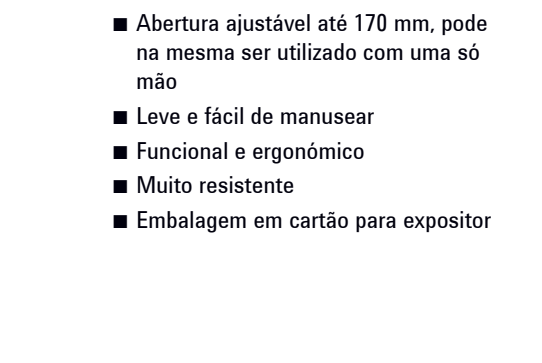 ■ Abertura ajustável até 170 mm, pode
na mesma ser utilizado com uma só
mão
■ Leve e fácil de manusear
■ Funcional e ergonómico
■ Muito resistente
■ Embalagem em cartão para expositor